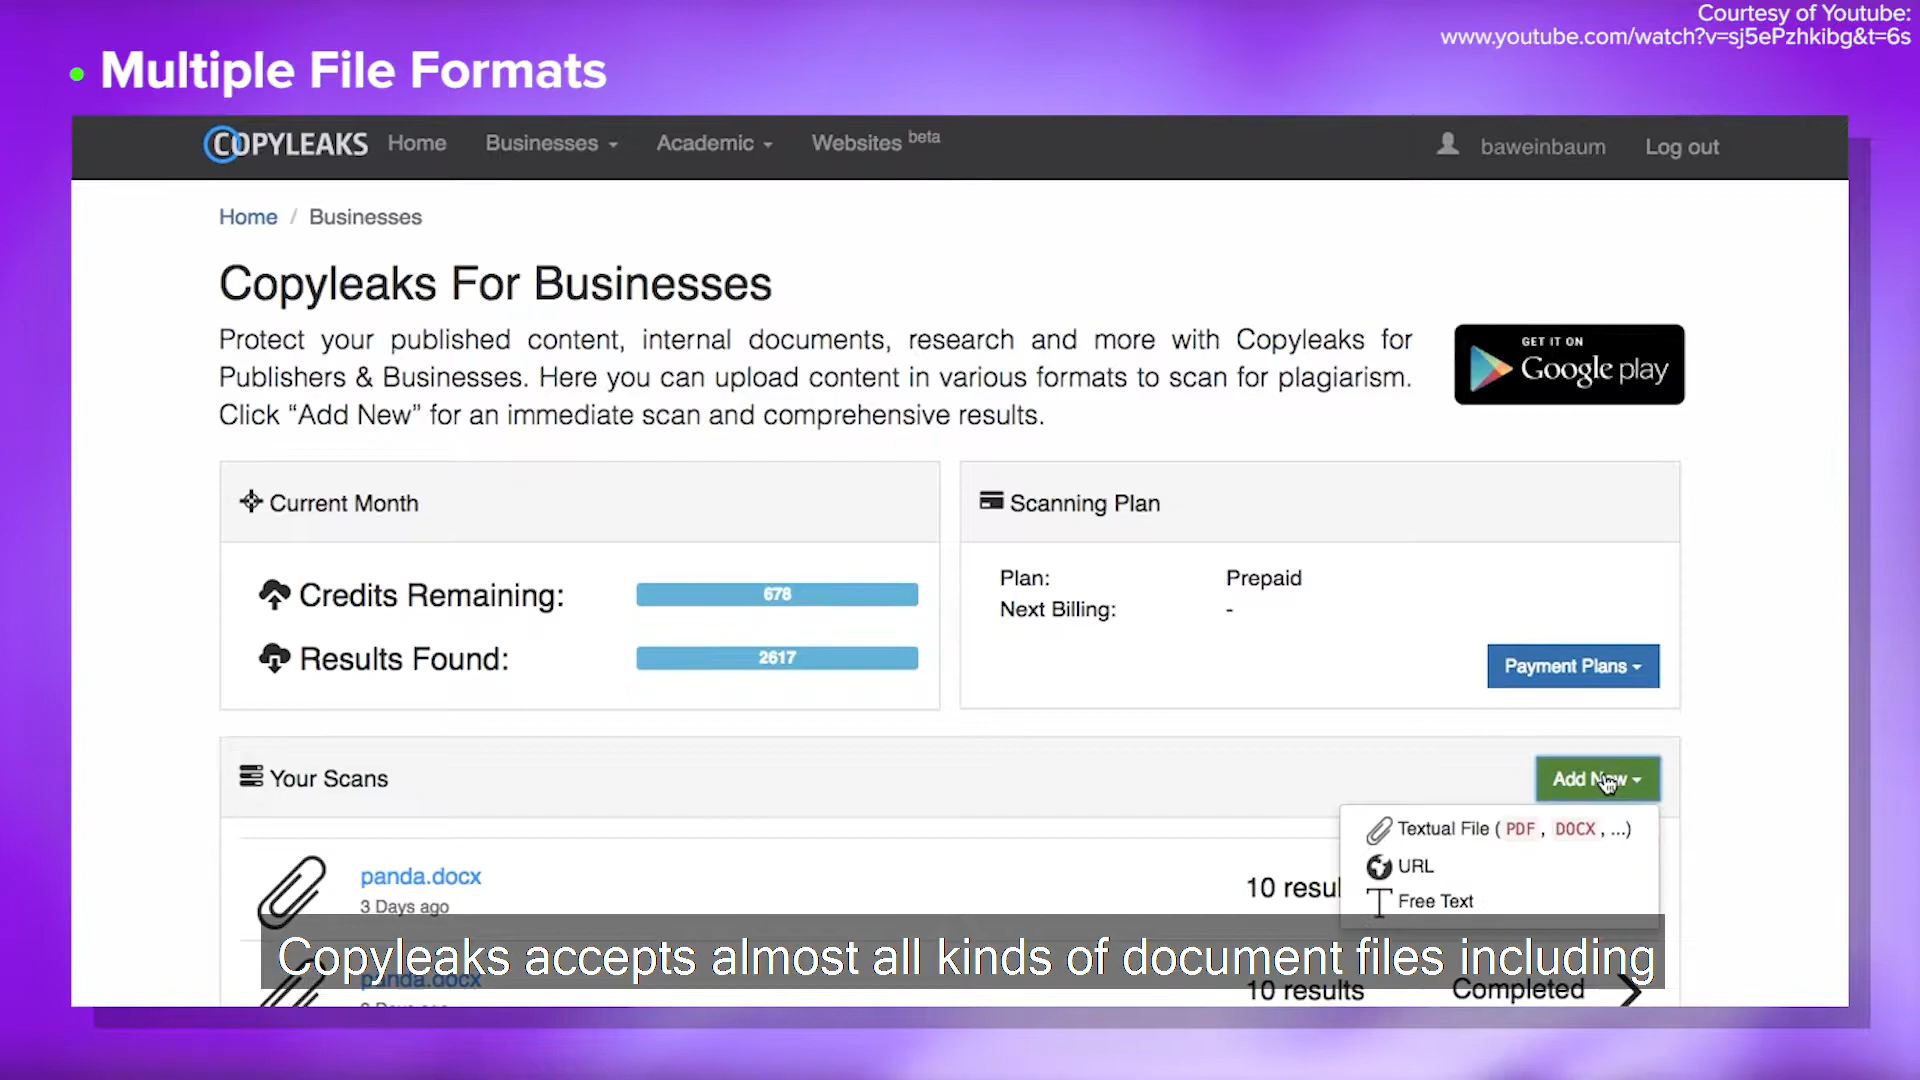 Courtesy of Youtube:
www.youtube.com/watch?v=sj5ePzhkibg&t=6s
• Multiple File Formats
COPYLEAKS Home Businesses Academic Websites beta baweinbaum Log out
Home / Businesses
Copyleaks For Businesses
Protect your published content, internal documents, research and more with Copyleaks for
Publishers & Businesses. Here you can upload content in various formats to scan for plagiarism.
Click “Add New” for an immediate scan and comprehensive results.
GET IT ON
Google play
Current Month
Credits Remaining: 678
Results Found: 2617
Scanning Plan
Plan: Prepaid
Next Billing: -
Payment Plans
Your Scans
Add New
Textual File ( PDF , DOCX , ...)
URL
Free Text
panda.docx
3 Days ago
10 resul
Copyleaks accepts almost all kinds of document files including
panda.docx
10 results Completed